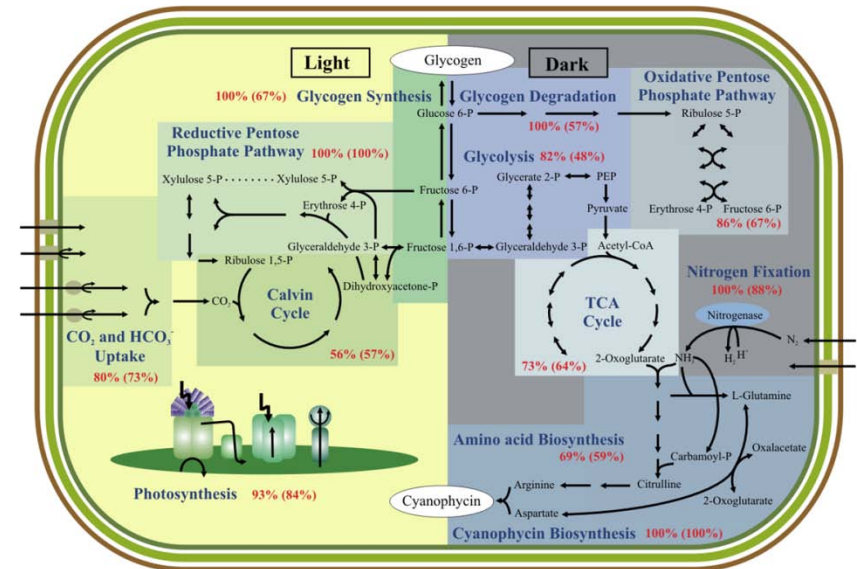 Light
Glycogen
Dark
100% (67%) Glycogen Synthesis
Glycogen Degradation
Oxidative Pentose
Phosphate Pathway
Glucose 6-P
100% (57%)
Ribulose 5-P
Reductive Pentose
Phosphate Pathway
100% (100%)
Glycolysis 82% (48%)
Xylulose 5-P
Xylulose 5-P
Glycerate 2-P
PEP
Fructose 6-P
Erythrose 4-P
Pyruvate
Erythrose 4-P
Fructose 6-P
86% (67%)
Glyceraldehyde 3-P
Fructose 1,6-P
Glyceraldehyde 3-P
Acetyl-CoA
Ribulose 1,5-P
Dihydroxyacetone-P
Calvin
Cycle
CO2
56% (57%)
CO2 and HCO3-
Uptake
80% (73%)
TCA
Cycle
73% (64%)
Nitrogen Fixation
100% (88%)
Nitrogenase
N2
H2
H+
2-Oxoglutarate
NH3
L-Glutamine
Amino acid Biosynthesis
69% (59%)
Carbamoyl-P
Oxalacetate
Arginine
Citrulline
2-Oxoglutarate
Cyanophycin
Aspartate
Photosynthesis 93% (84%)
Cyanophycin Biosynthesis 100% (100%)